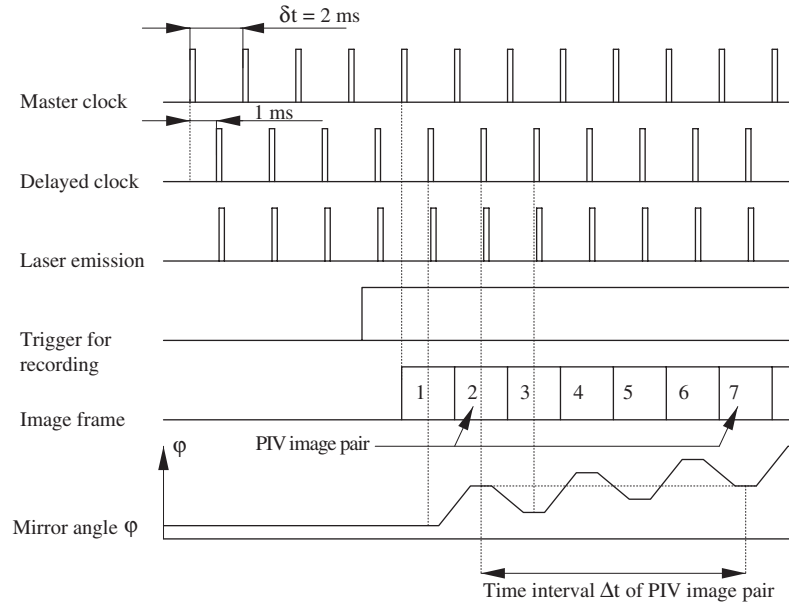 δt = 2 ms
Master clock
1 ms
Delayed clock
Laser emission
Trigger for
recording
1 2 3 4 5 6 7
Image frame
PIV image pair
φ
Mirror angle φ
Time interval Δt of PIV image pair